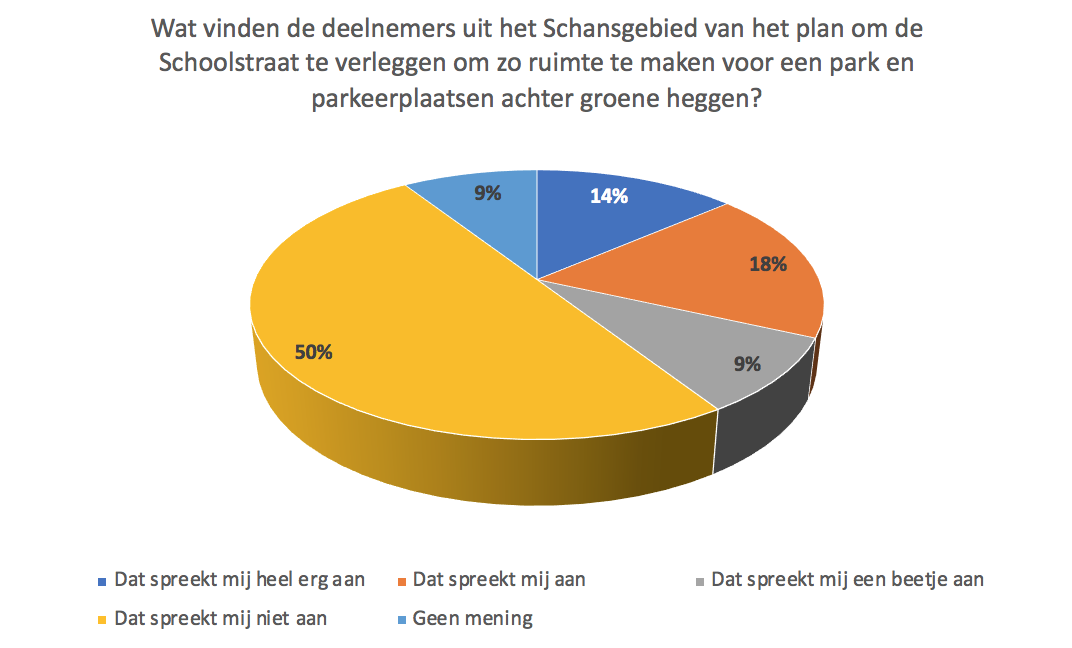 Wat vinden de deelnemers uit het Schansgebied van het plan om de
Schoolstraat te verleggen om zo ruimte te maken voor een park en
parkeerplaatsen achter groene heggen?
9%
14%
18%
50%
9%
Dat spreekt mij heel erg aan
Dat spreekt mij aan
Dat spreekt mij een beetje aan
Dat spreekt mij niet aan
Geen mening